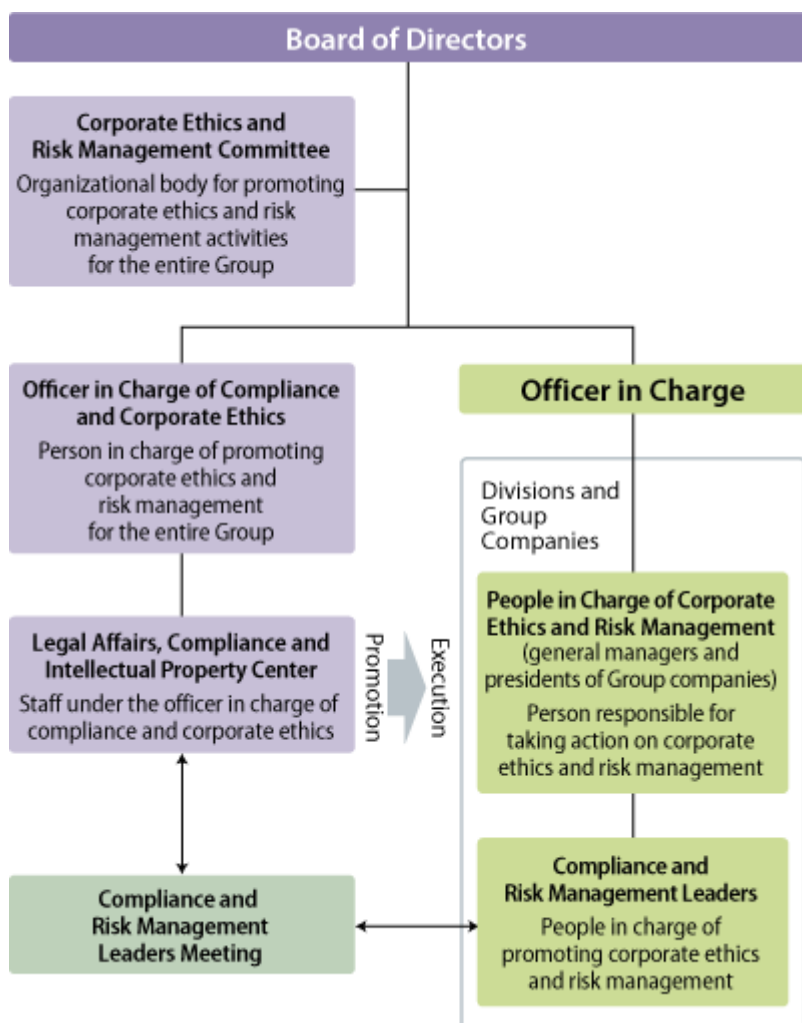 Board of Directors
Corporate Ethics and
Risk Management Committee
Organizational body for promoting
corporate ethics and risk
management activities
for the entire Group
Officer in Charge of Compliance
and Corporate Ethics
Person in charge of promoting
corporate ethics and
risk management
for the entire Group
Officer in Charge
Divisions and
Group
Companies
Legal Affairs, Compliance and
Intellectual Property Center
Staff under the officer in charge of
compliance and corporate ethics
Promotion
Execution
People in Charge of Corporate
Ethics and Risk Management
(general managers and
presidents of Group companies)
Person responsible for
taking action on corporate
ethics and risk management
Compliance and
Risk Management
Leaders Meeting
Compliance and
Risk Management Leaders
People in charge of
promoting corporate ethics
and risk management